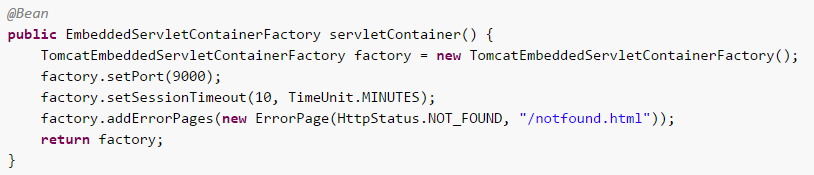 @Bean
public EmbeddedServletContainerFactory servletContainer() {
    TomcatEmbeddedServletContainerFactory factory = new TomcatEmbeddedServletContainerFactory();
    factory.setPort(9000);
    factory.setSessionTimeout(10, TimeUnit.MINUTES);
    factory.addErrorPages(new ErrorPage(HttpStatus.NOT_FOUND, "/notfound.html"));
    return factory;
}